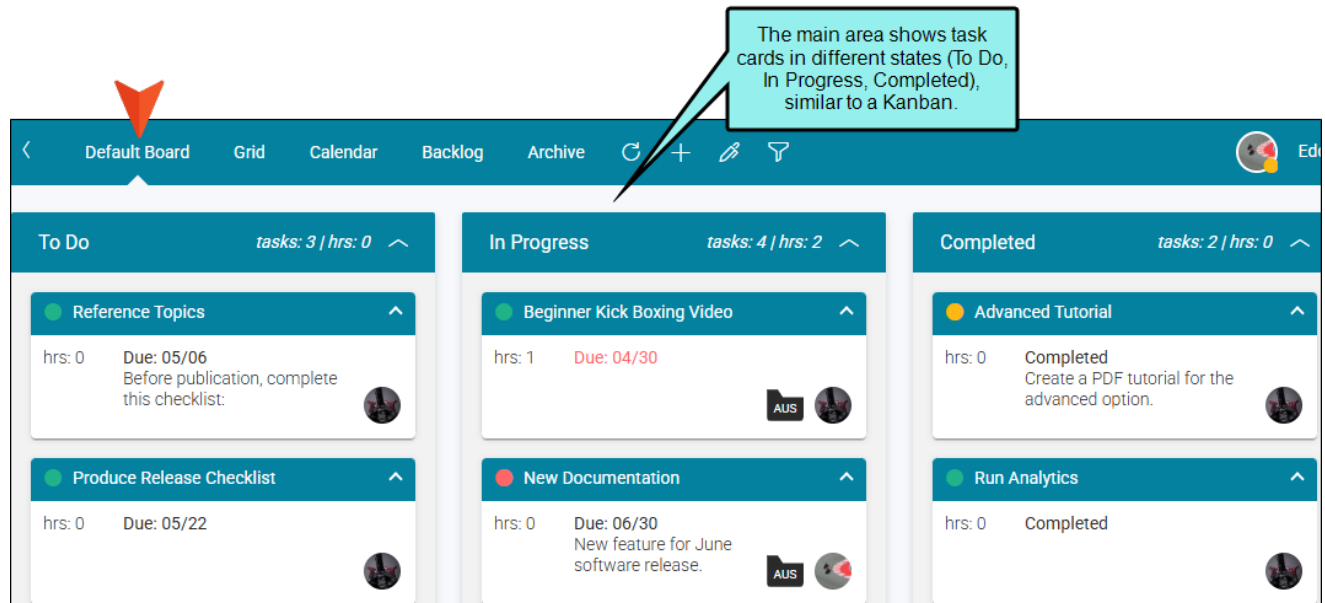 The main area shows task
cards in different states (To Do,
In Progress, Completed),
similar to a Kanban.
Default Board Grid Calendar Backlog Archive
To Do tasks: 3 | hrs: 0
Reference Topics
hrs: 0 Due: 05/06
Before publication, complete
this checklist:
Produce Release Checklist
hrs: 0 Due: 05/22
In Progress tasks: 4 | hrs: 2
Beginner Kick Boxing Video
hrs: 1 Due: 04/30
AUS
New Documentation
hrs: 0 Due: 06/30
New feature for June
software release.
AUS
Completed tasks: 2 | hrs: 0
Advanced Tutorial
hrs: 0 Completed
Create a PDF tutorial for the
advanced option.
Run Analytics
hrs: 0 Completed